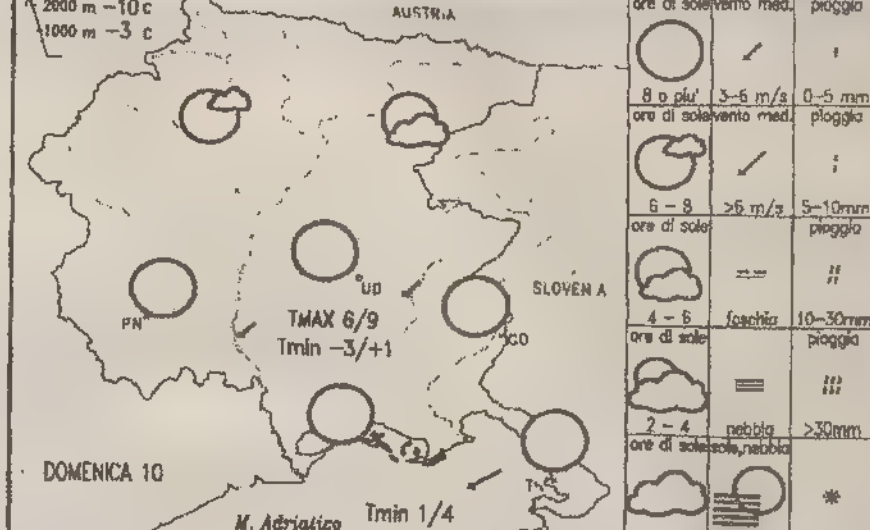 2000 m -10 c
1000 m -3 c
AUSTRIA
PN
UD
TMAX 6/9
Tmin -3/+1
SLOVEN A
GO
DOMENICA 10
M. Adriatico
Tmin 1/4
ore di sole vento med. pioggia
8 o piu' 3-6 m/s 0-5 mm
ore di sole vento med. pioggia
6 - 8 >6 m/s 5-10mm
ore di sole pioggia
4 - 6 foschia 10-30mm
ore di sole pioggia
2 - 4 nebbia >30mm
ore di sole sole,nebbia